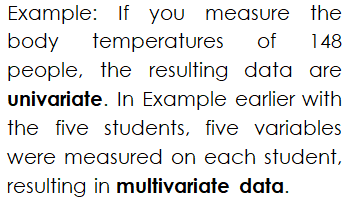 Example: If you measure the
body temperatures of 148
people, the resulting data are
univariate. In Example earlier with
the five students, five variables
were measured on each student,
resulting in multivariate data.